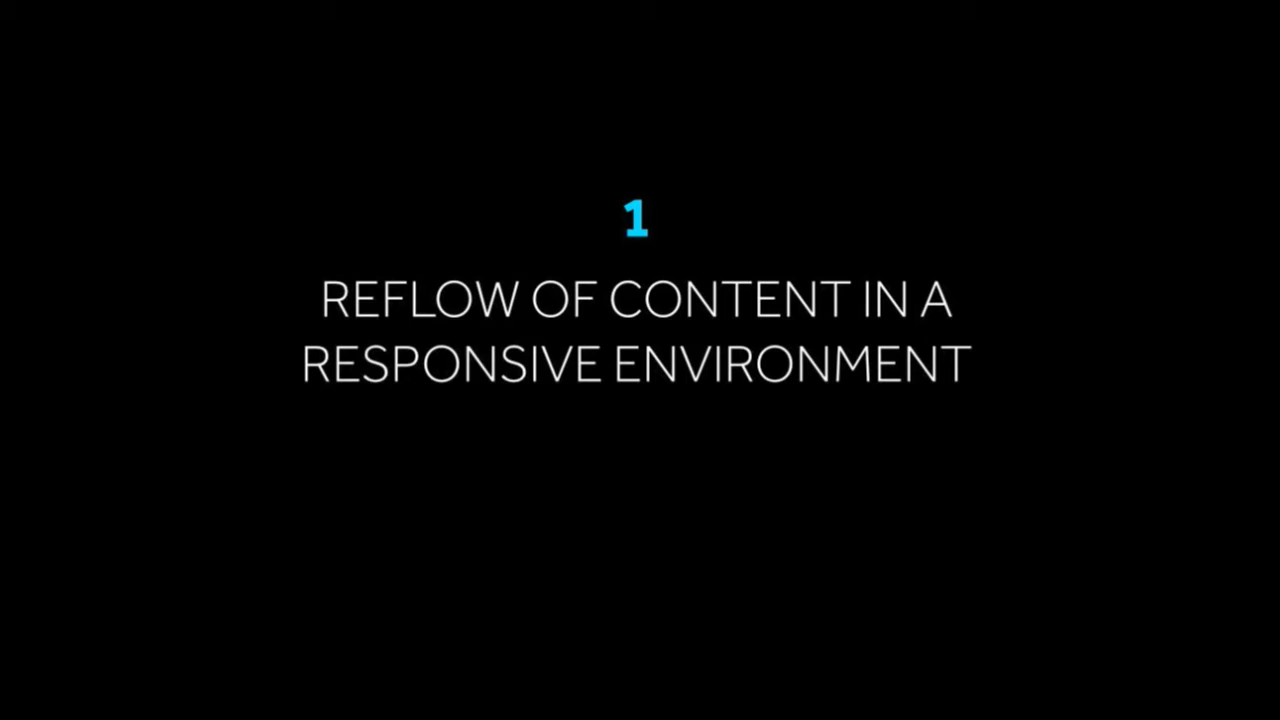 1
REFLOW OF CONTENT IN A
RESPONSIVE ENVIRONMENT